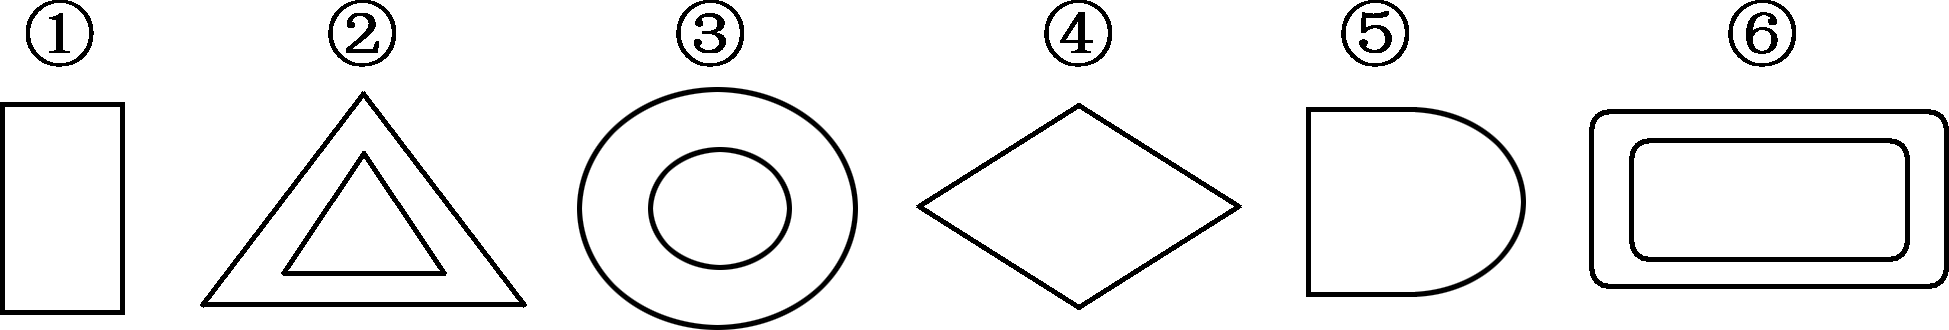 ① ② ③ ④ ⑤ ⑥